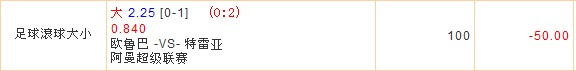 足球滾球大小
大 2.25 [0-1] (0:2)
0.840
欧鲁巴 -VS- 特雷亚
阿曼超级联赛
100
-50.00